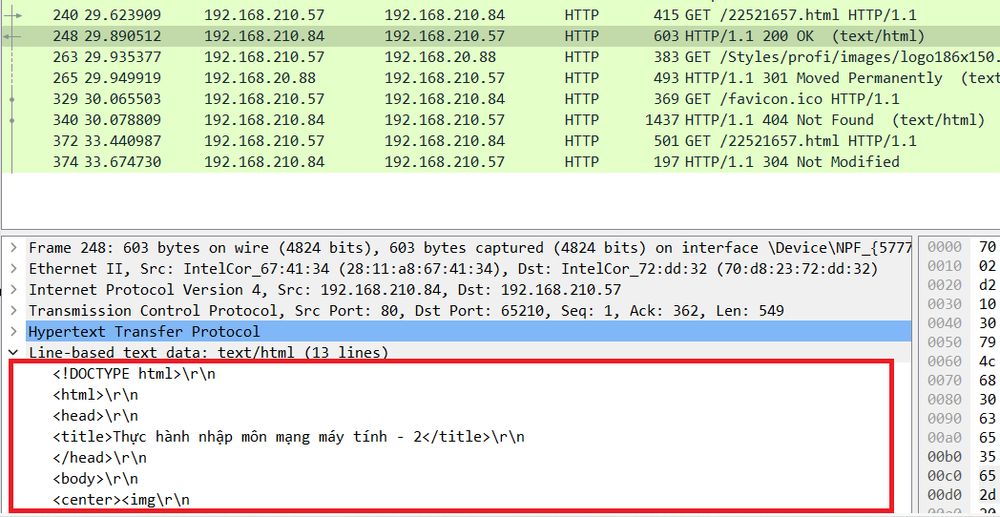 240 29.623909 192.168.210.57 192.168.210.84 HTTP 415 GET /22521657.html HTTP/1.1
248 29.890512 192.168.210.84 192.168.210.57 HTTP 603 HTTP/1.1 200 OK (text/html)
263 29.935377 192.168.210.57 192.168.20.88 HTTP 383 GET /Styles/profi/images/logo186x150.
265 29.949919 192.168.20.88 192.168.210.57 HTTP 493 HTTP/1.1 301 Moved Permanently (text
329 30.065503 192.168.210.57 192.168.210.84 HTTP 369 GET /favicon.ico HTTP/1.1
340 30.078809 192.168.210.84 192.168.210.57 HTTP 1437 HTTP/1.1 404 Not Found (text/html)
372 33.440987 192.168.210.57 192.168.210.84 HTTP 501 GET /22521657.html HTTP/1.1
374 33.674730 192.168.210.84 192.168.210.57 HTTP 197 HTTP/1.1 304 Not Modified
Frame 248: 603 bytes on wire (4824 bits), 603 bytes captured (4824 bits) on interface \Device\NPF_{5777
Ethernet II, Src: IntelCor_67:41:34 (28:11:a8:67:41:34), Dst: IntelCor_72:dd:32 (70:d8:23:72:dd:32)
Internet Protocol Version 4, Src: 192.168.210.84, Dst: 192.168.210.57
Transmission Control Protocol, Src Port: 80, Dst Port: 65210, Seq: 1, Ack: 362, Len: 549
Hypertext Transfer Protocol
Line-based text data: text/html (13 lines)
<!DOCTYPE html>\r\n
<html>\r\n
<head>\r\n
<title>Thực hành nhập môn mạng máy tính - 2</title>\r\n
</head>\r\n
<body>\r\n
<center><img\r\n
0000 70
0010 02
0020 d2
0030 10
0040 30
0050 79
0060 4c
0070 68
0080 30
0090 63
00a0 65
00b0 35
00c0 65
00d0 2d